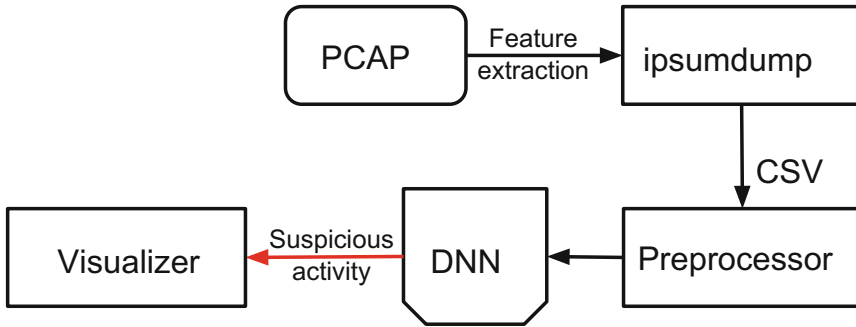 PCAP
Feature
extraction
ipsumdump
CSV
Preprocessor
DNN
Suspicious
activity
Visualizer